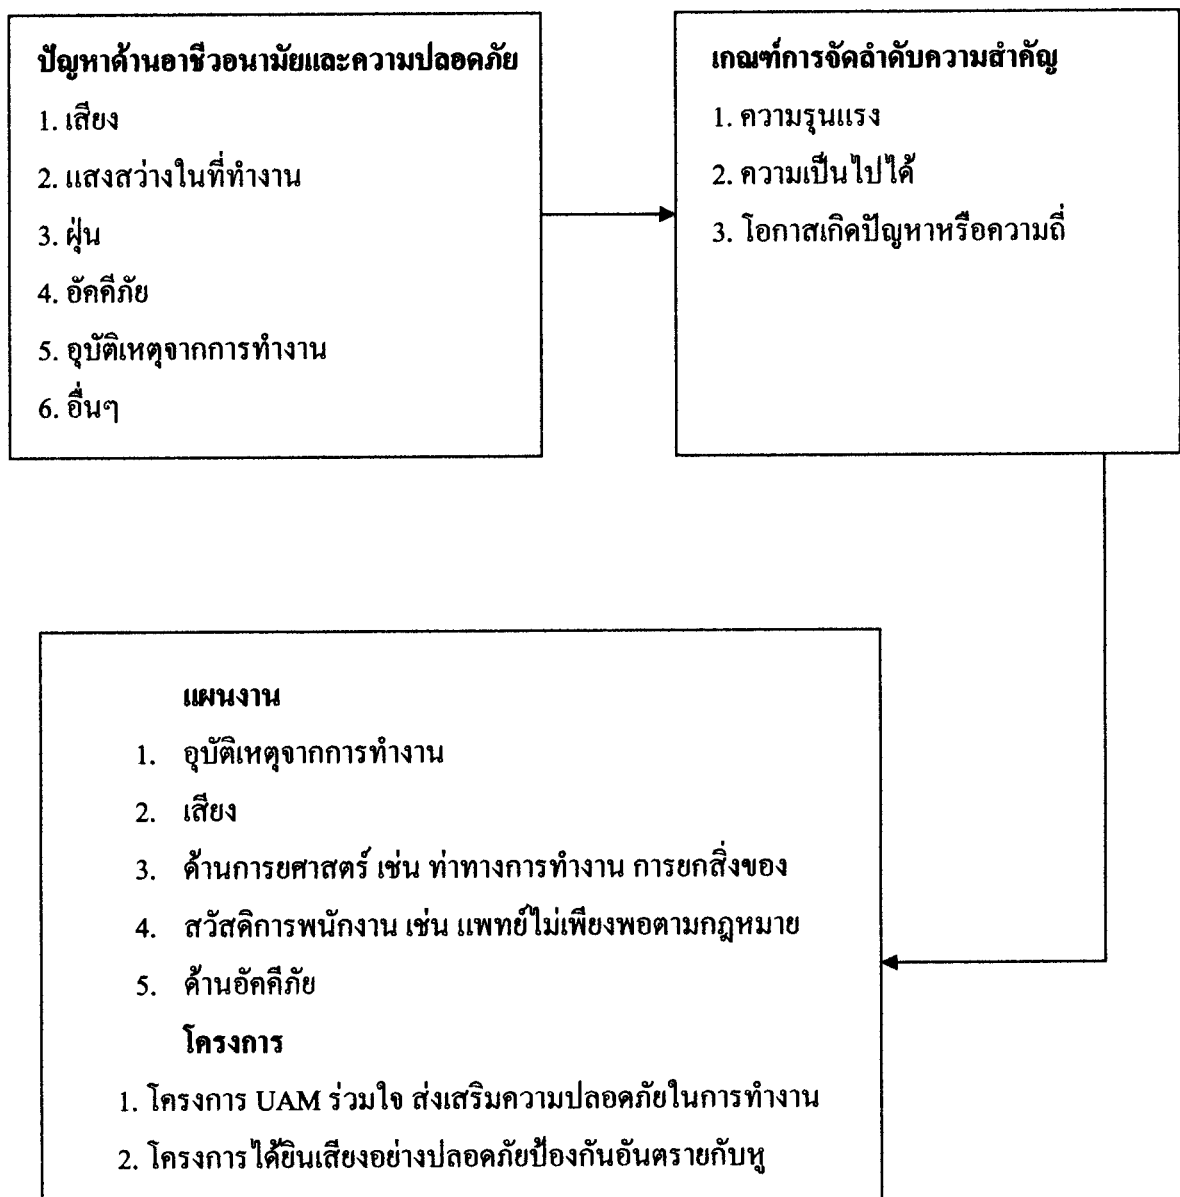 ปัญหาด้านอาชีวอนามัยและความปลอดภัย
1. เสียง
2. แสงสว่างในที่ทำงาน
3. ฝุ่น
4. อัคคีภัย
5. อุบัติเหตุจากการทำงาน
6. อื่นๆ
เกณฑ์การจัดลำดับความสำคัญ
1. ความรุนแรง
2. ความเป็นไปได้
3. โอกาสเกิดปัญหาหรือความถี่
แผนงาน
1. อุบัติเหตุจากการทำงาน
2. เสียง
3. ด้านการยศาสตร์ เช่น ท่าทางการทำงาน การยกสิ่งของ
4. สวัสดิการพนักงาน เช่น แพทย์ไม่เพียงพอตามกฎหมาย
5. ด้านอัคคีภัย
โครงการ
1. โครงการ UAM ร่วมใจ ส่งเสริมความปลอดภัยในการทำงาน
2. โครงการได้ยินเสียงอย่างปลอดภัยป้องกันอันตรายกับหู